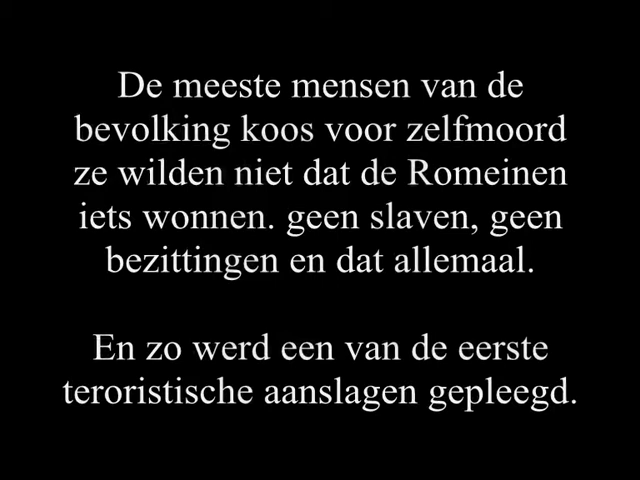 De meeste mensen van de
bevolking koos voor zelfmoord
ze wilden niet dat de Romeinen
iets wonnen. geen slaven, geen
bezittingen en dat allemaal.
En zo werd een van de eerste
teroristische aanslagen gepleegd.